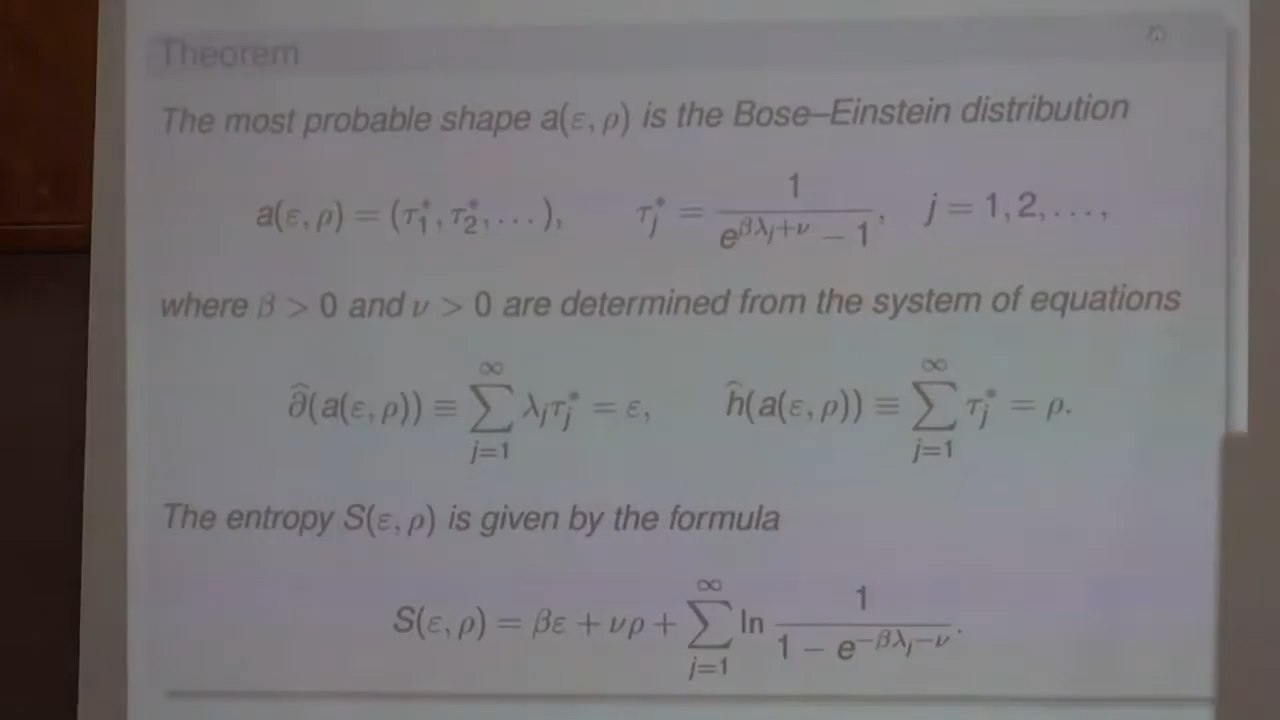 Theorem
The most probable shape a(ε, ρ) is the Bose–Einstein distribution
a(ε, ρ) = (τ₁*, τ₂*, . . . ), τⱼ* = 1 / (e^{βλⱼ+ν} − 1), j = 1, 2, . . . ,
where β > 0 and ν > 0 are determined from the system of equations
∂̂(a(ε, ρ)) ≡ ∑_{j=1}^{∞} λⱼτⱼ* = ε, ĥ(a(ε, ρ)) ≡ ∑_{j=1}^{∞} τⱼ* = ρ.
The entropy S(ε, ρ) is given by the formula
S(ε, ρ) = βε + νρ + ∑_{j=1}^{∞} ln 1 / (1 − e^{−βλⱼ−ν}).